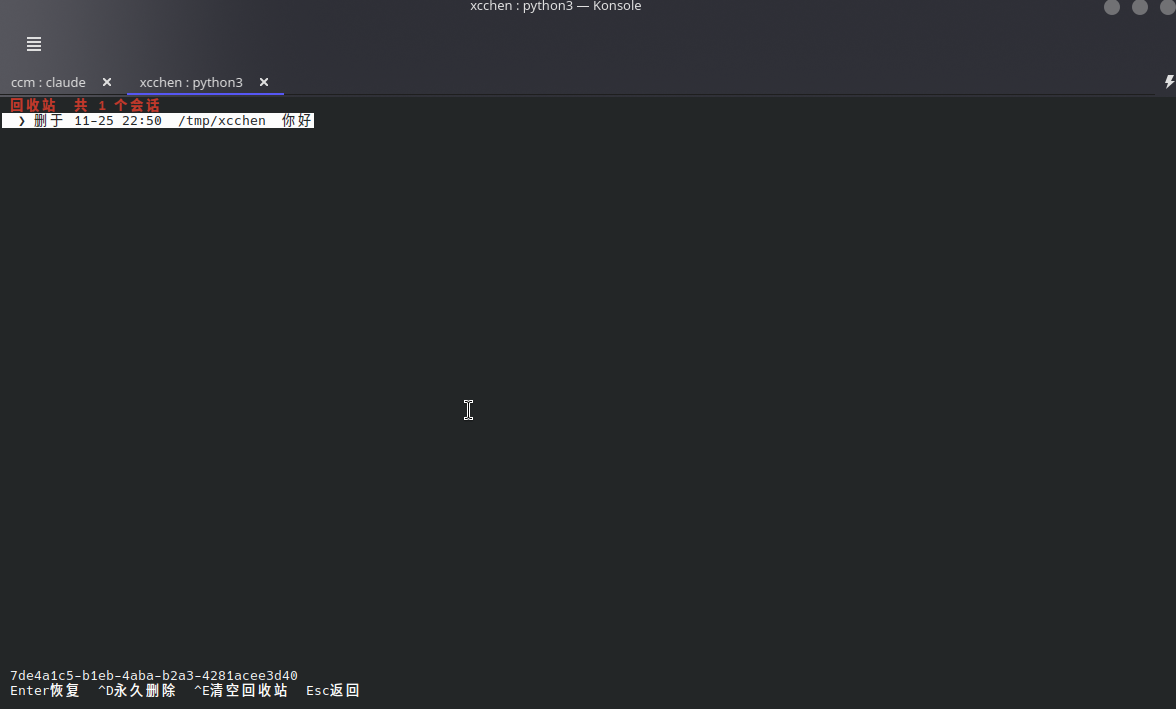 xcchen : python3 — Konsole
ccm : claude
xcchen : python3
回收站 共 1 个会话
❯ 删于 11-25 22:50 /tmp/xcchen 你好
7de4a1c5-b1eb-4aba-b2a3-4281acee3d40
Enter恢复 ^D永久删除 ^E清空回收站 Esc返回